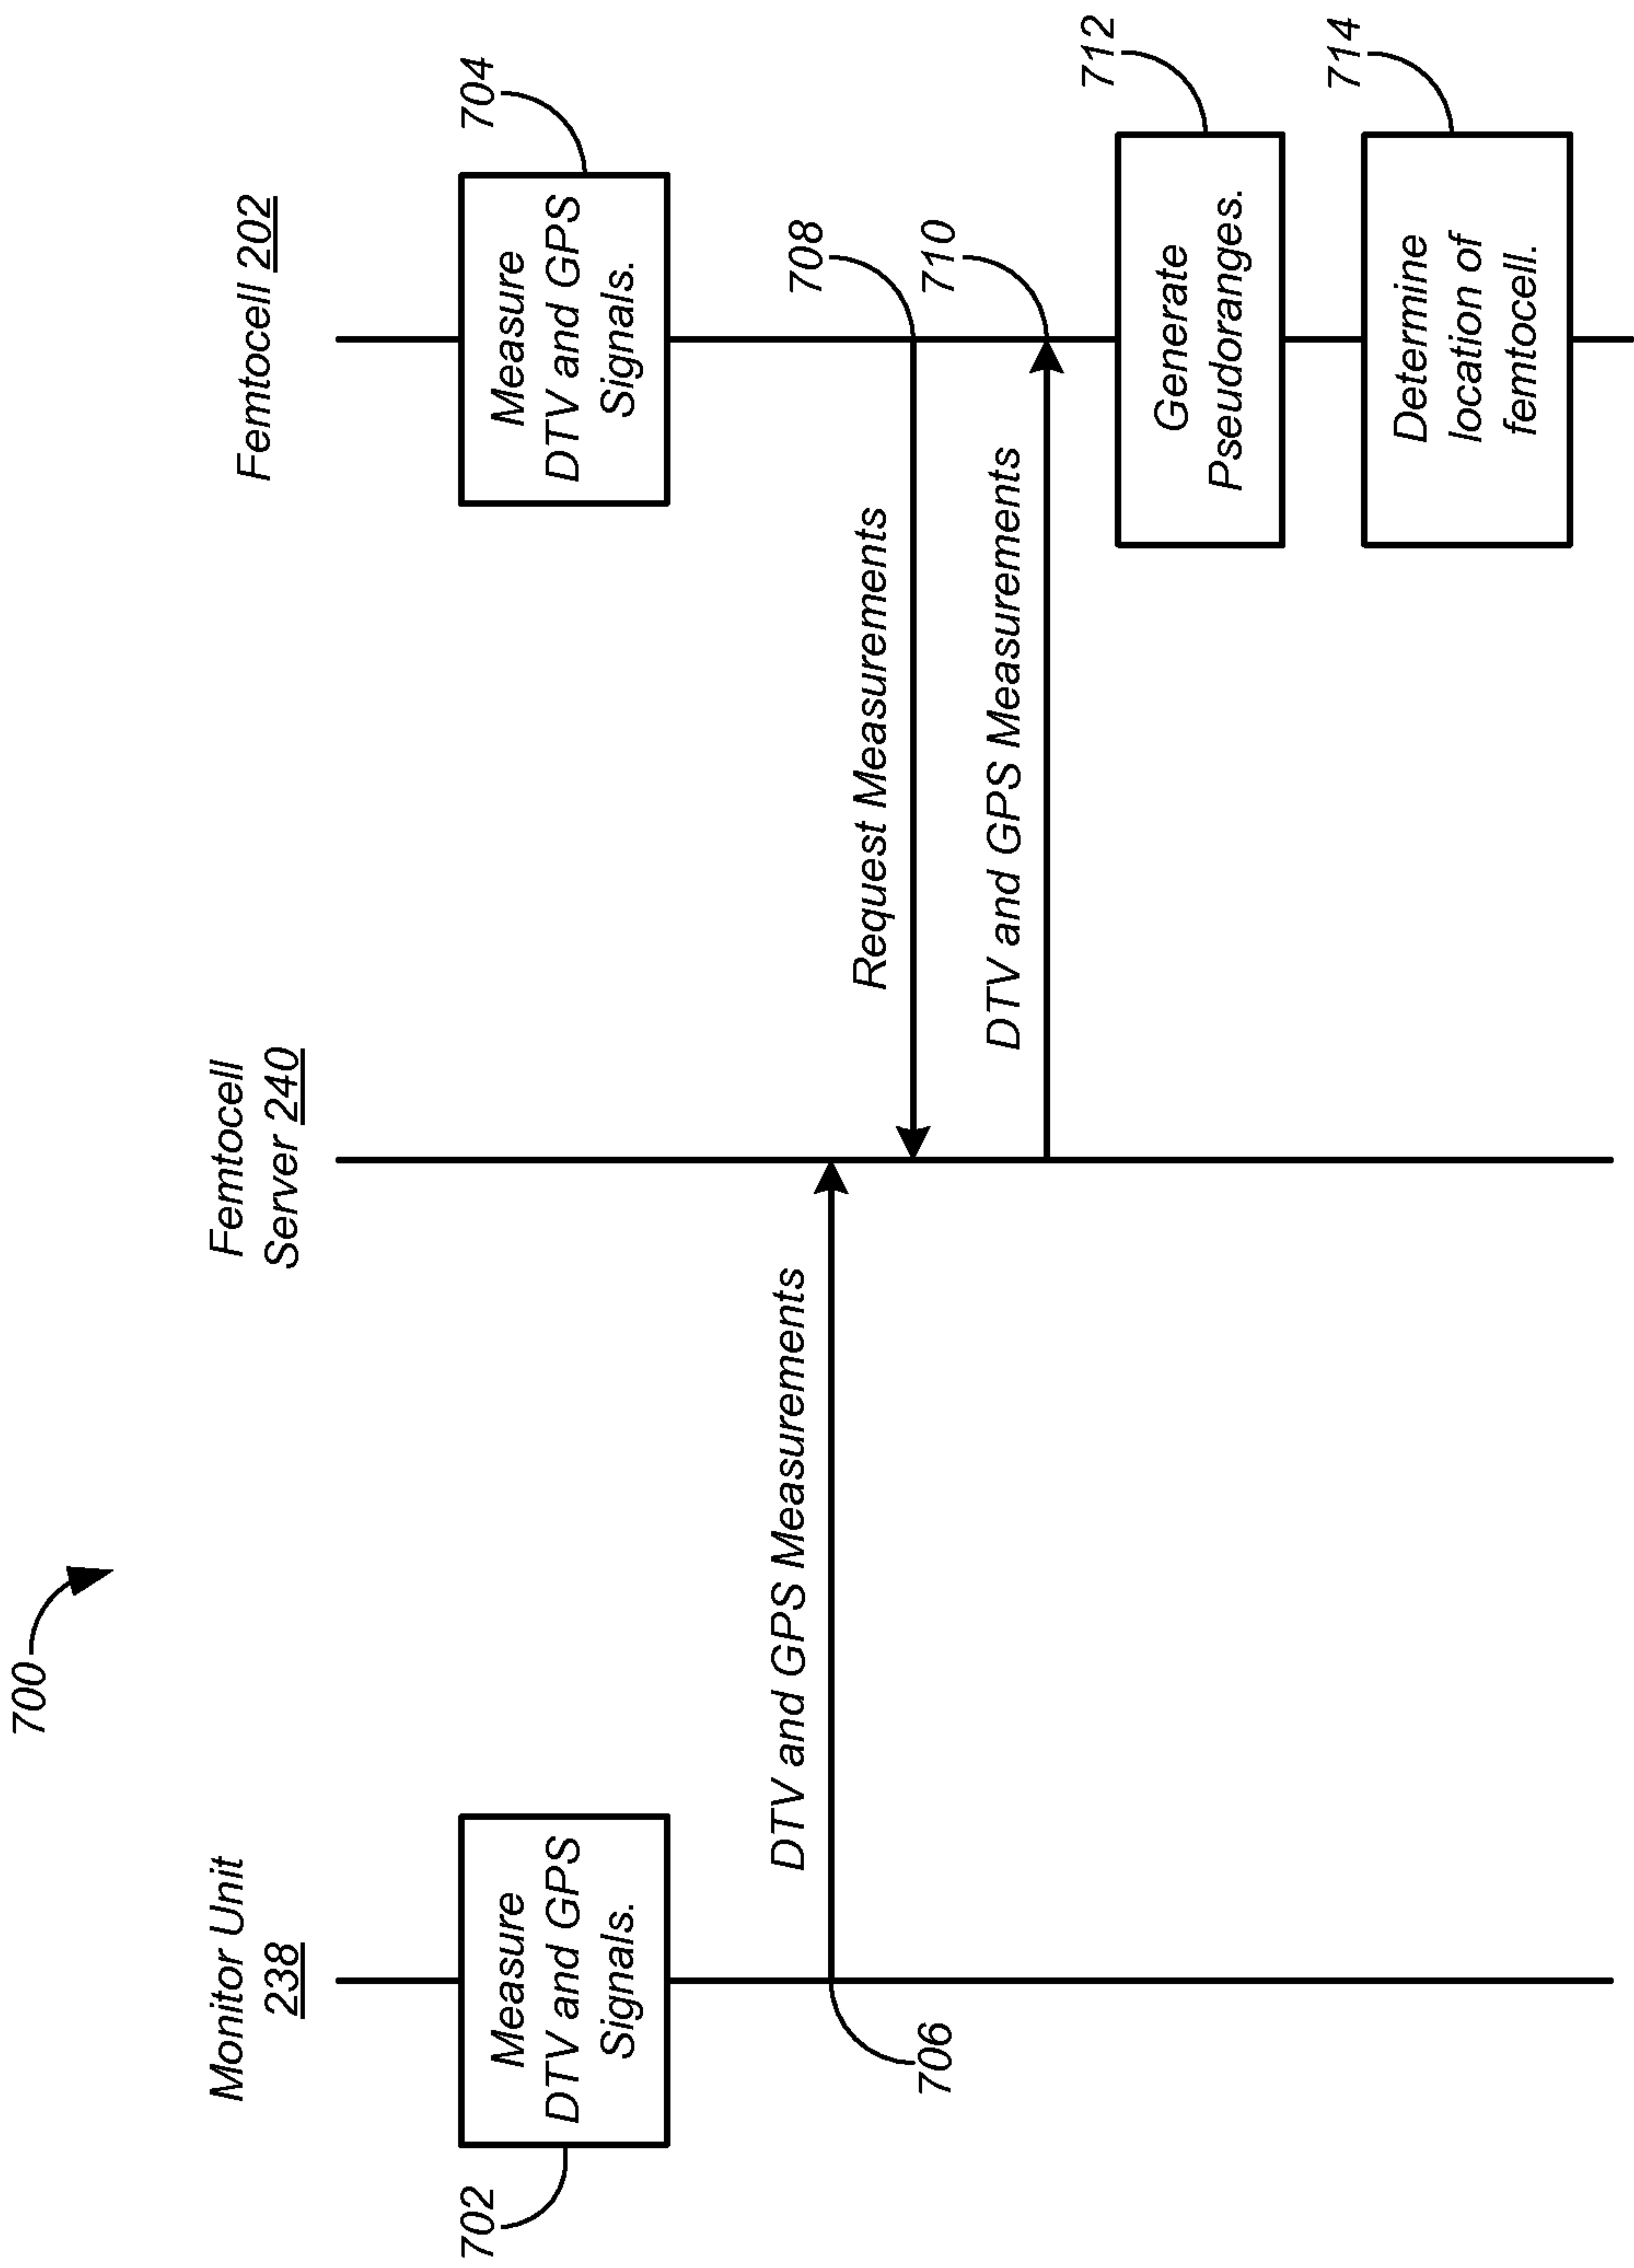 700
Monitor Unit
238
Femtocell
Server 240
Femtocell 202
702
Measure
DTV and GPS
Signals.
704
Measure
DTV and GPS
Signals.
DTV and GPS Measurements
706
Request Measurements
708
DTV and GPS Measurements
710
Generate
Pseudoranges.
712
Determine
location of
femtocell.
714